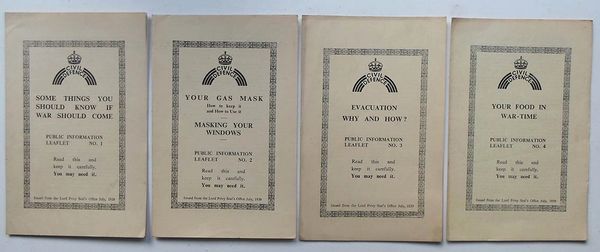 CIVIL
DEFENCE
SOME THINGS YOU
SHOULD KNOW IF
WAR SHOULD COME
PUBLIC INFORMATION
LEAFLET NO. 1
Read this and
keep it carefully.
You may need it.
Issued from the Lord Privy Seal's Office July, 1939
CIVIL
DEFENCE
YOUR GAS MASK
How to keep it
and How to Use it
MASKING YOUR
WINDOWS
PUBLIC INFORMATION
LEAFLET NO. 2
Read this and
keep it carefully.
You may need it.
Issued from the Lord Privy Seal's Office July, 1939
CIVIL
DEFENCE
EVACUATION
WHY AND HOW?
PUBLIC INFORMATION
LEAFLET NO. 3
Read this and
keep it carefully.
You may need it.
Issued from the Lord Privy Seal's Office July, 1939
CIVIL
DEFENCE
YOUR FOOD IN
WAR-TIME
PUBLIC INFORMATION
LEAFLET NO. 4
Read this and
keep it carefully.
You may need it.
Issued from the Lord Privy Seal's Office July, 1939